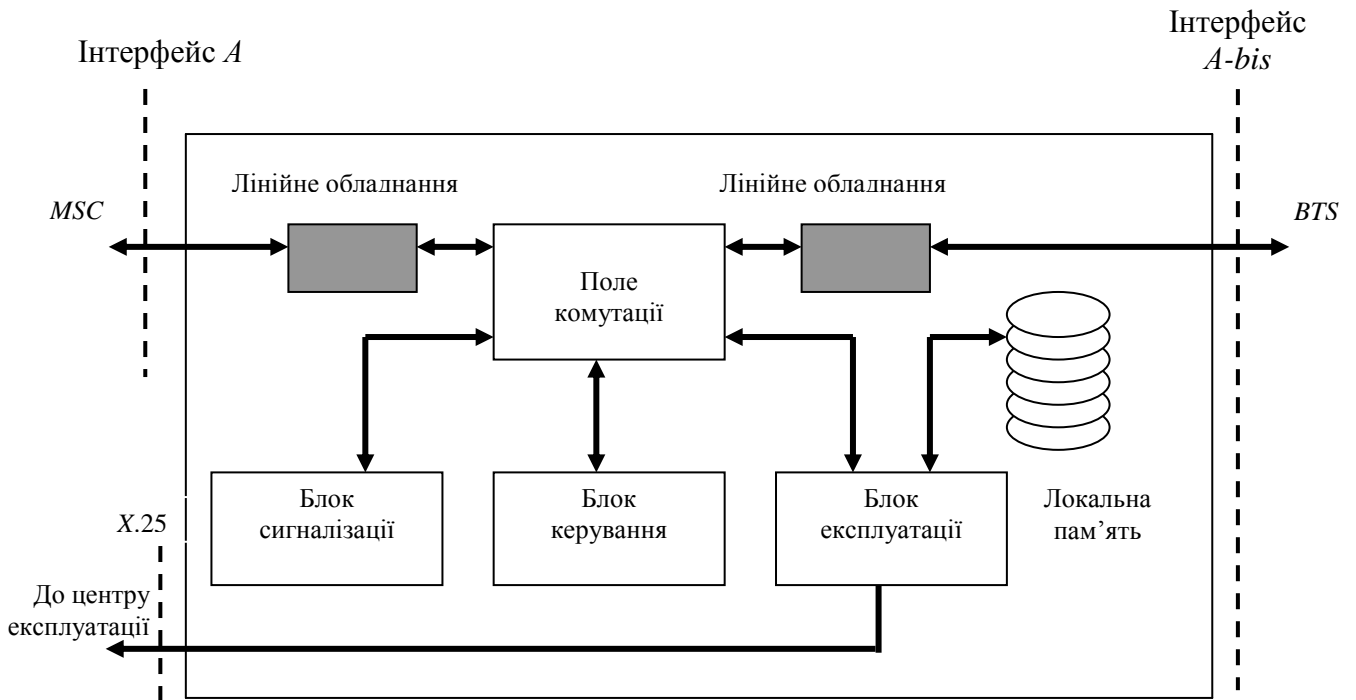 Інтерфейс A
Інтерфейс
A-bis
Лінійне обладнання
Лінійне обладнання
MSC
BTS
Поле
комутації
Блок
сигналізації
Блок
керування
Блок
експлуатації
Локальна
пам’ять
X.25
До центру
експлуатації